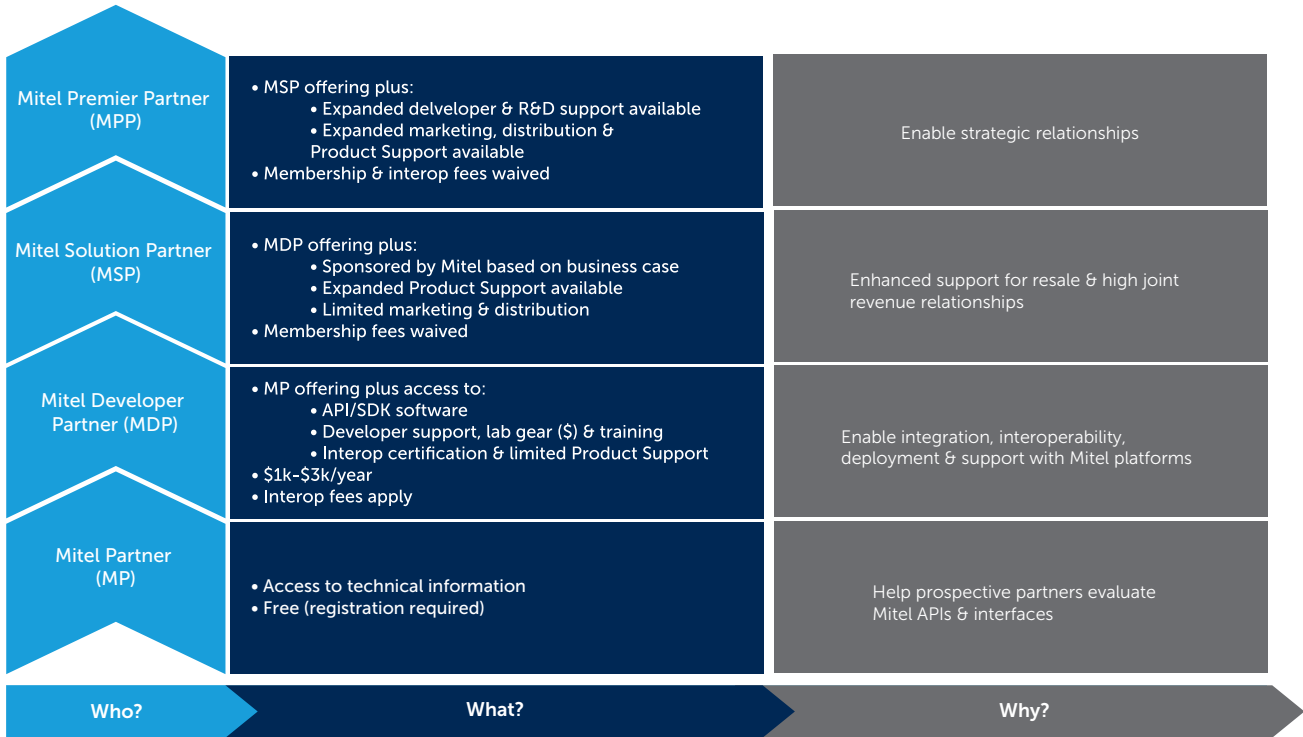 Mitel Premier Partner
(MPP)
• MSP offering plus:
• Expanded delveloper & R&D support available
• Expanded marketing, distribution &
Product Support available
• Membership & interop fees waived
Enable strategic relationships
Mitel Solution Partner
(MSP)
• MDP offering plus:
• Sponsored by Mitel based on business case
• Expanded Product Support available
• Limited marketing & distribution
• Membership fees waived
Enhanced support for resale & high joint
revenue relationships
Mitel Developer
Partner (MDP)
• MP offering plus access to:
• API/SDK software
• Developer support, lab gear ($) & training
• Interop certification & limited Product Support
• $1k-$3k/year
• Interop fees apply
Enable integration, interoperability,
deployment & support with Mitel platforms
Mitel Partner
(MP)
• Access to technical information
• Free (registration required)
Help prospective partners evaluate
Mitel APIs & interfaces
Who?
What?
Why?